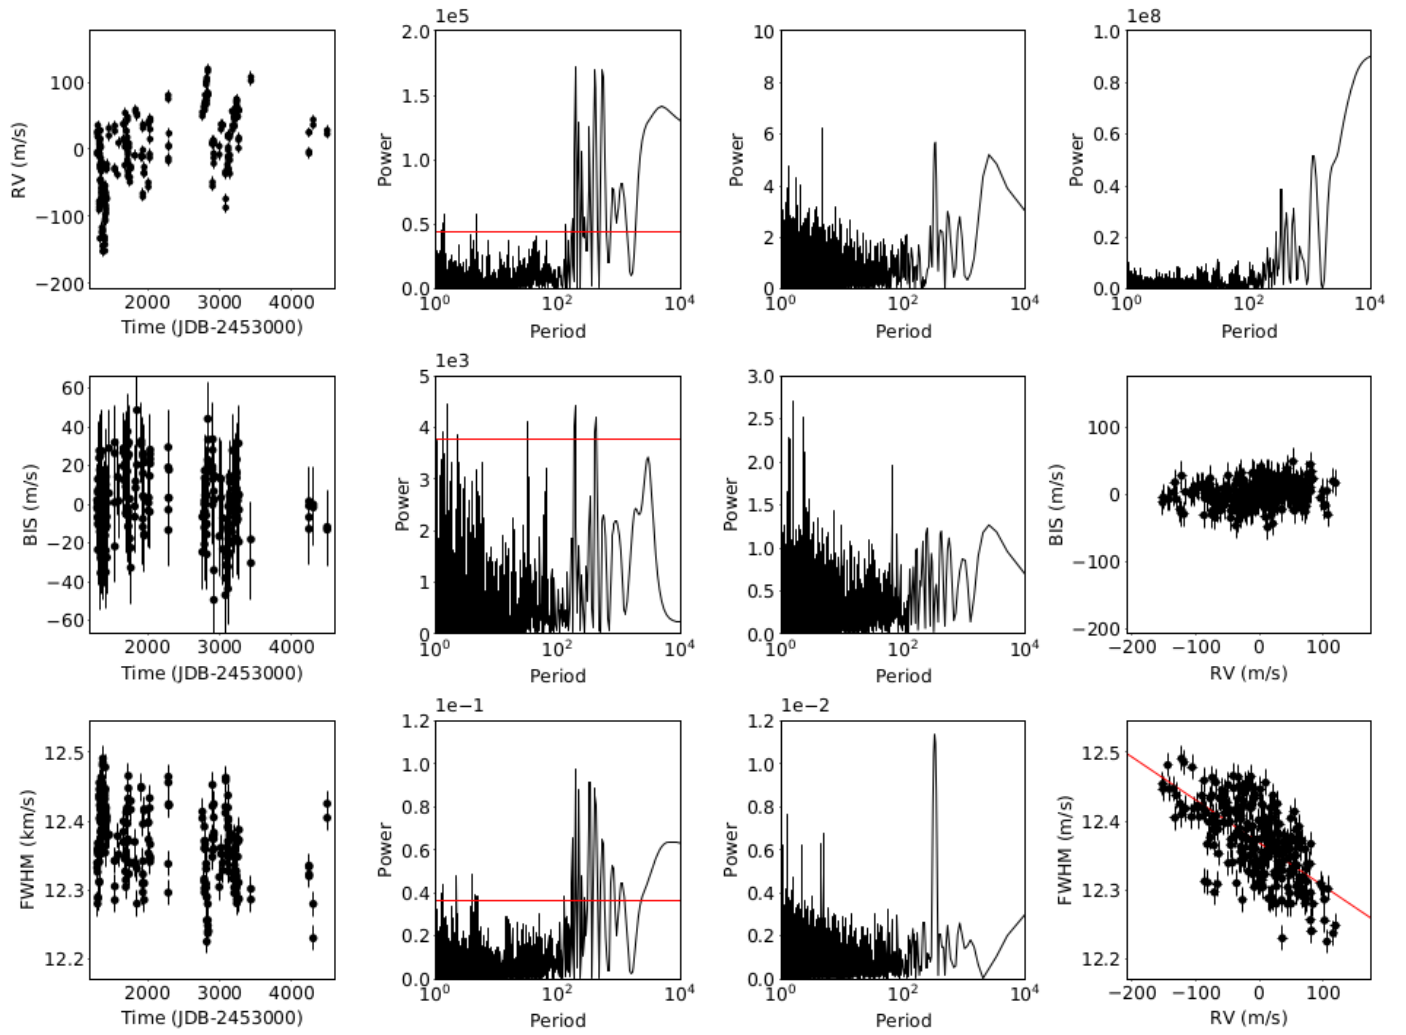 1e5
1e8
RV (m/s)
100
0
−100
−200
2000 3000 4000
Time (JDB-2453000)
Power
2.0
1.5
1.0
0.5
0.0
10^0 10^2 10^4
Period
Power
10
8
6
4
2
0
10^0 10^2 10^4
Period
Power
1.0
0.8
0.6
0.4
0.2
0.0
10^0 10^2 10^4
Period
1e3
BIS (m/s)
60
40
20
0
−20
−40
−60
2000 3000 4000
Time (JDB-2453000)
Power
5
4
3
2
1
0
10^0 10^2 10^4
Period
Power
3.0
2.5
2.0
1.5
1.0
0.5
0.0
10^0 10^2 10^4
Period
BIS (m/s)
100
0
−100
−200
−200 −100 0 100
RV (m/s)
1e−1
1e−2
FWHM (km/s)
12.5
12.4
12.3
12.2
2000 3000 4000
Time (JDB-2453000)
Power
1.2
1.0
0.8
0.6
0.4
0.2
0.0
10^0 10^2 10^4
Period
Power
1.2
1.0
0.8
0.6
0.4
0.2
0.0
10^0 10^2 10^4
Period
FWHM (m/s)
12.5
12.4
12.3
12.2
−200 −100 0 100
RV (m/s)